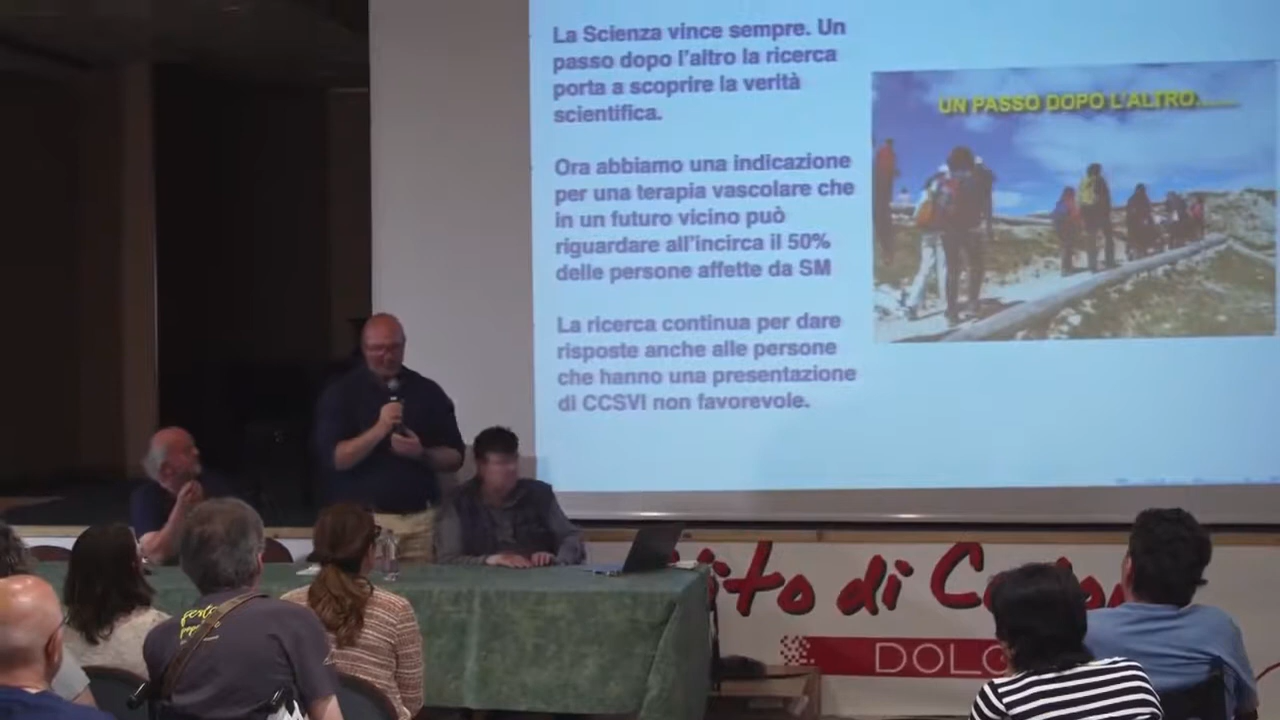 La Scienza vince sempre. Un
passo dopo l'altro la ricerca
porta a scoprire la verità
scientifica.
Ora abbiamo una indicazione
per una terapia vascolare che
in un futuro vicino può
riguardare all'incirca il 50%
delle persone affette da SM
La ricerca continua per dare
risposte anche alle persone
che hanno una presentazione
di CCSVI non favorevole.
UN PASSO DOPO L'ALTRO......
di